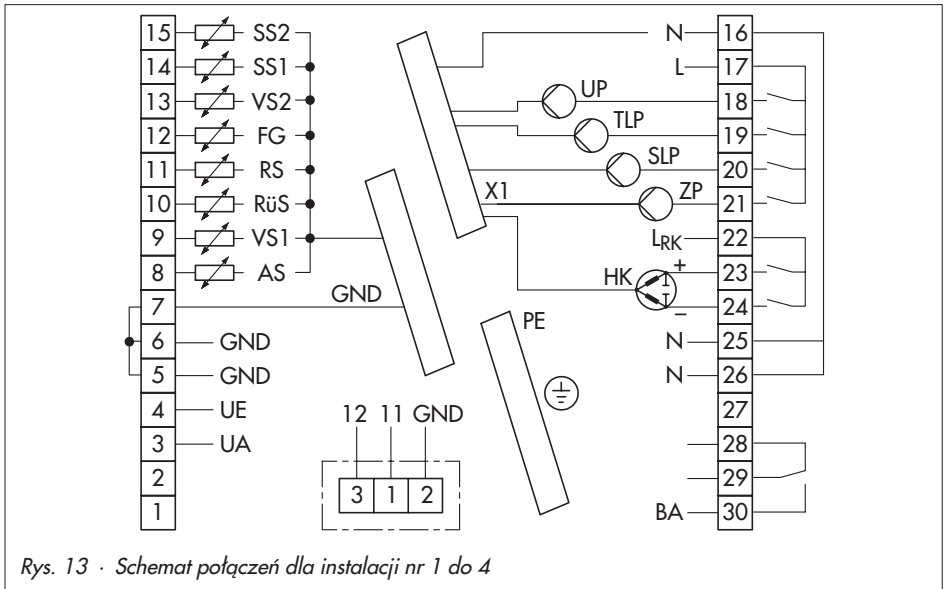 15 SS2 N 16
14 SS1 L 17
13 VS2 UP 18
12 FG TLP 19
11 RS SLP 20
10 RüS X1 ZP 21
9 VS1 LRK 22
8 AS HK + 23
7 GND − 24
6 GND PE N 25
5 GND N 26
4 UE 12 11 GND 27
3 UA 28
2 3 1 2 29
1 BA 30
Rys. 13 · Schemat połączeń dla instalacji nr 1 do 4